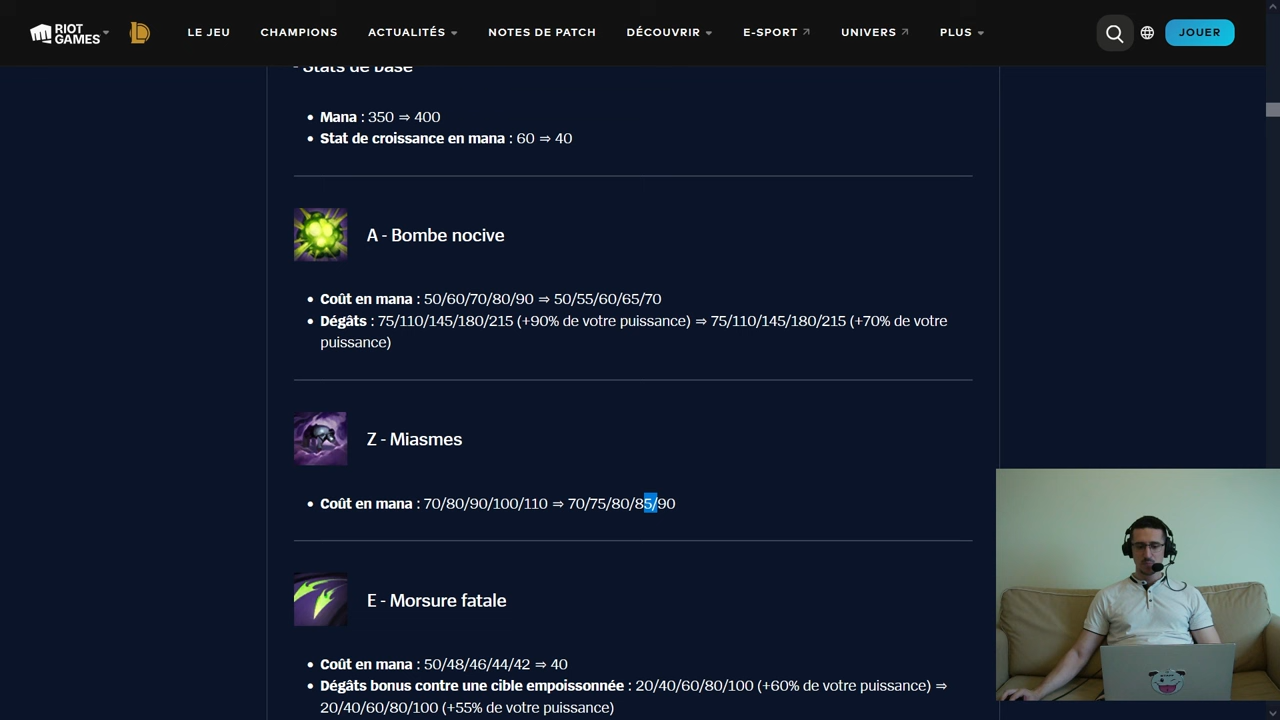 RIOT GAMES
LE JEU
CHAMPIONS
ACTUALITÉS
NOTES DE PATCH
DÉCOUVRIR
E-SPORT
UNIVERS
PLUS
JOUER
- Stats de base
Mana : 350 ⇒ 400
Stat de croissance en mana : 60 ⇒ 40
A - Bombe nocive
Coût en mana : 50/60/70/80/90 ⇒ 50/55/60/65/70
Dégâts : 75/110/145/180/215 (+90% de votre puissance) ⇒ 75/110/145/180/215 (+70% de votre
puissance)
Z - Miasmes
Coût en mana : 70/80/90/100/110 ⇒ 70/75/80/85/90
E - Morsure fatale
Coût en mana : 50/48/46/44/42 ⇒ 40
Dégâts bonus contre une cible empoissonnée : 20/40/60/80/100 (+60% de votre puissance) ⇒
20/40/60/80/100 (+55% de votre puissance)